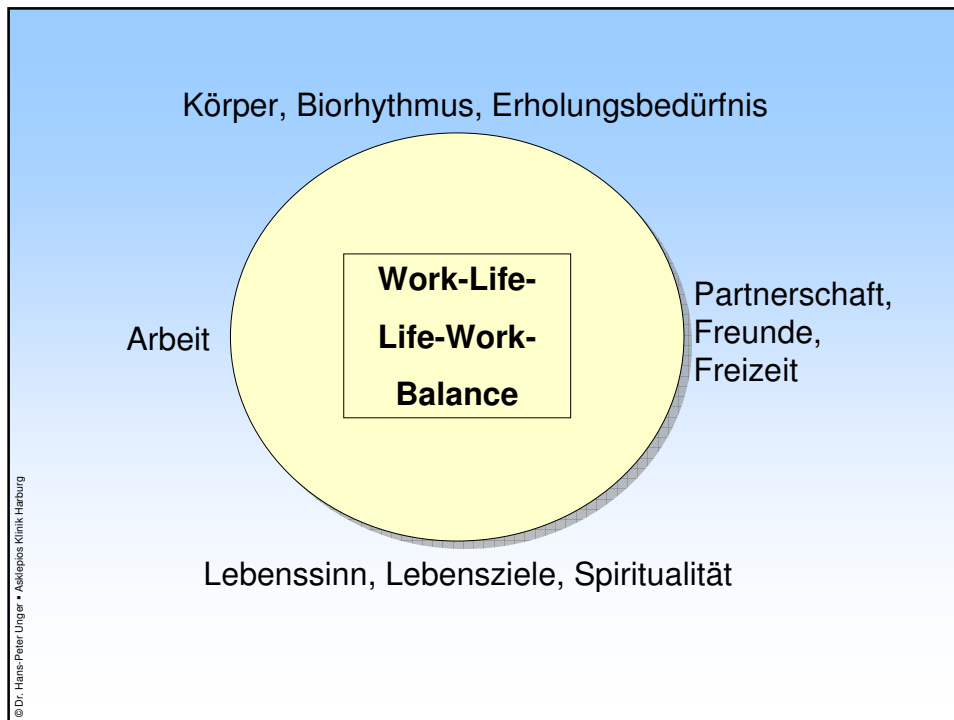 Körper, Biorhythmus, Erholungsbedürfnis
Work-Life-
Life-Work-
Balance
Arbeit
Partnerschaft,
Freunde,
Freizeit
Lebenssinn, Lebensziele, Spiritualität
© Dr. Hans-Peter Unger ▪ Asklepios Klinik Harburg